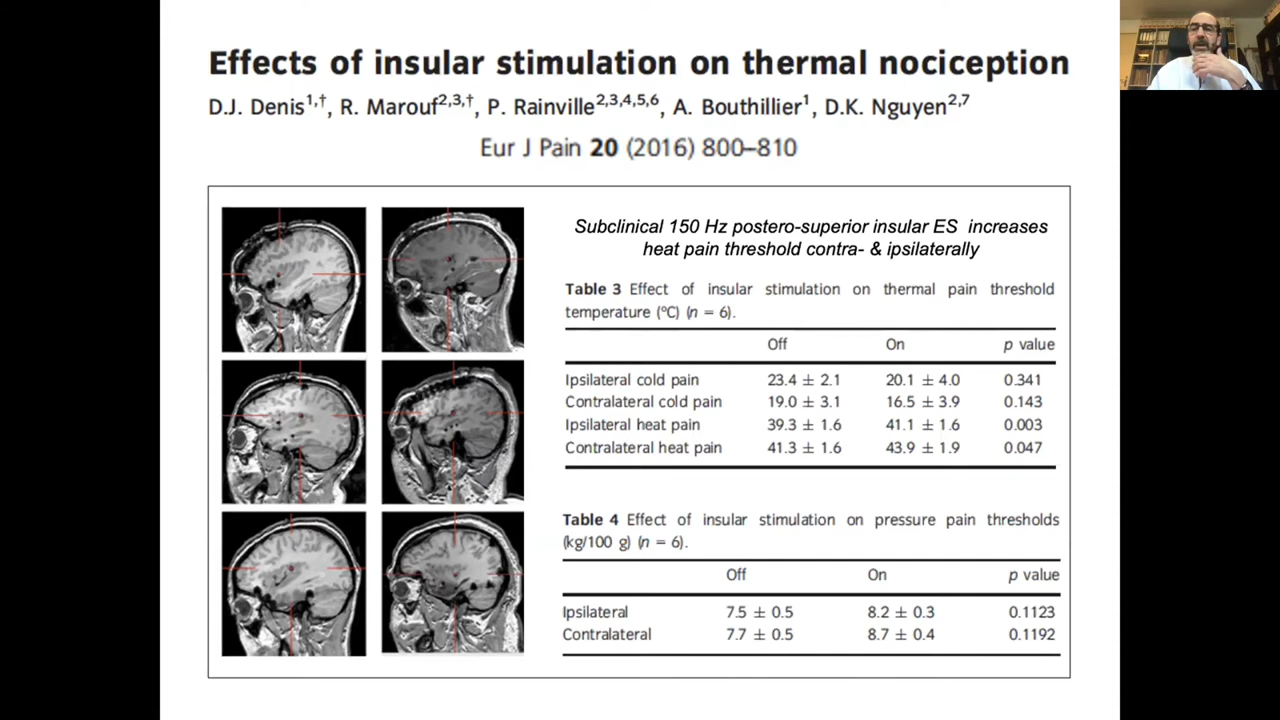 Effects of insular stimulation on thermal nociception
D.J. Denis1,†, R. Marouf2,3,†, P. Rainville2,3,4,5,6, A. Bouthillier1, D.K. Nguyen2,7
Eur J Pain 20 (2016) 800–810
Subclinical 150 Hz postero-superior insular ES increases
heat pain threshold contra- & ipsilaterally
Table 3 Effect of insular stimulation on thermal pain threshold
temperature (°C) (n = 6).
Off On p value
Ipsilateral cold pain 23.4 ± 2.1 20.1 ± 4.0 0.341
Contralateral cold pain 19.0 ± 3.1 16.5 ± 3.9 0.143
Ipsilateral heat pain 39.3 ± 1.6 41.1 ± 1.6 0.003
Contralateral heat pain 41.3 ± 1.6 43.9 ± 1.9 0.047
Table 4 Effect of insular stimulation on pressure pain thresholds
(kg/100 g) (n = 6).
Off On p value
Ipsilateral 7.5 ± 0.5 8.2 ± 0.3 0.1123
Contralateral 7.7 ± 0.5 8.7 ± 0.4 0.1192